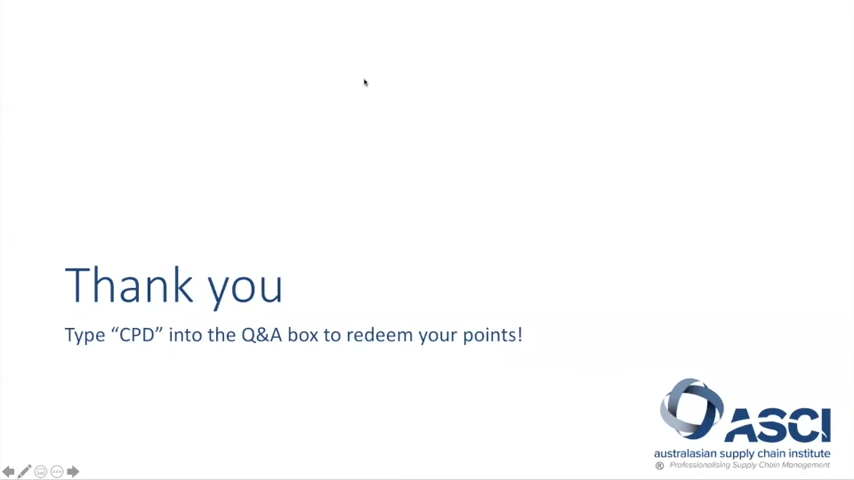 Thank you
Type “CPD” into the Q&A box to redeem your points!
ASCI
australasian supply chain institute
® Professionalising Supply Chain Management